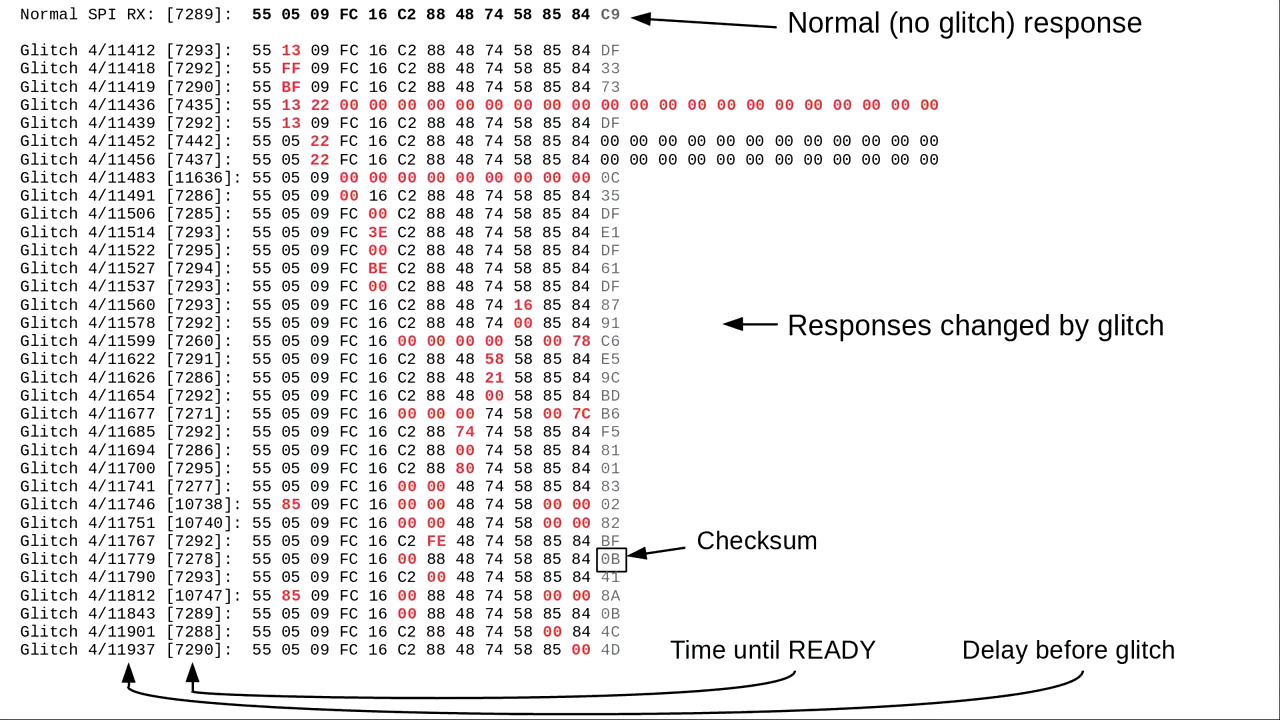 Normal SPI RX: [7289]: 55 05 09 FC 16 C2 88 48 74 58 85 84 C9
Normal (no glitch) response
Glitch 4/11412 [7293]: 55 13 09 FC 16 C2 88 48 74 58 85 84 DF
Glitch 4/11418 [7292]: 55 FF 09 FC 16 C2 88 48 74 58 85 84 33
Glitch 4/11419 [7290]: 55 BF 09 FC 16 C2 88 48 74 58 85 84 73
Glitch 4/11436 [7435]: 55 13 22 00 00 00 00 00 00 00 00 00 00 00 00 00 00 00 00 00 00 00 00 00
Glitch 4/11439 [7292]: 55 13 09 FC 16 C2 88 48 74 58 85 84 DF
Glitch 4/11452 [7442]: 55 05 22 FC 16 C2 88 48 74 58 85 84 00 00 00 00 00 00 00 00 00 00 00 00
Glitch 4/11456 [7437]: 55 05 22 FC 16 C2 88 48 74 58 85 84 00 00 00 00 00 00 00 00 00 00 00 00
Glitch 4/11483 [11636]: 55 05 09 00 00 00 00 00 00 00 00 00 0C
Glitch 4/11491 [7286]: 55 05 09 00 16 C2 88 48 74 58 85 84 35
Glitch 4/11506 [7285]: 55 05 09 FC 00 C2 88 48 74 58 85 84 DF
Glitch 4/11514 [7293]: 55 05 09 FC 3E C2 88 48 74 58 85 84 E1
Glitch 4/11522 [7295]: 55 05 09 FC 00 C2 88 48 74 58 85 84 DF
Glitch 4/11527 [7294]: 55 05 09 FC BE C2 88 48 74 58 85 84 61
Glitch 4/11537 [7293]: 55 05 09 FC 00 C2 88 48 74 58 85 84 DF
Glitch 4/11560 [7293]: 55 05 09 FC 16 C2 88 48 74 16 85 84 87
Glitch 4/11578 [7292]: 55 05 09 FC 16 C2 88 48 74 00 85 84 91
Responses changed by glitch
Glitch 4/11599 [7260]: 55 05 09 FC 16 00 00 00 00 58 00 78 C6
Glitch 4/11622 [7291]: 55 05 09 FC 16 C2 88 48 58 58 85 84 E5
Glitch 4/11626 [7286]: 55 05 09 FC 16 C2 88 48 21 58 85 84 9C
Glitch 4/11654 [7292]: 55 05 09 FC 16 C2 88 48 00 58 85 84 BD
Glitch 4/11677 [7271]: 55 05 09 FC 16 00 00 00 74 58 00 7C B6
Glitch 4/11685 [7292]: 55 05 09 FC 16 C2 88 74 74 58 85 84 F5
Glitch 4/11694 [7286]: 55 05 09 FC 16 C2 88 00 74 58 85 84 81
Glitch 4/11700 [7295]: 55 05 09 FC 16 C2 88 80 74 58 85 84 01
Glitch 4/11741 [7277]: 55 05 09 FC 16 00 00 48 74 58 85 84 83
Glitch 4/11746 [10738]: 55 85 09 FC 16 00 00 48 74 58 00 00 02
Glitch 4/11751 [10740]: 55 05 09 FC 16 00 00 48 74 58 00 00 82
Glitch 4/11767 [7292]: 55 05 09 FC 16 C2 FE 48 74 58 85 84 BF
Checksum
Glitch 4/11779 [7278]: 55 05 09 FC 16 00 88 48 74 58 85 84 0B
Glitch 4/11790 [7293]: 55 05 09 FC 16 C2 00 48 74 58 85 84 41
Glitch 4/11812 [10747]: 55 85 09 FC 16 00 88 48 74 58 00 00 8A
Glitch 4/11843 [7289]: 55 05 09 FC 16 00 88 48 74 58 85 84 0B
Glitch 4/11901 [7288]: 55 05 09 FC 16 C2 88 48 74 58 00 84 4C
Glitch 4/11937 [7290]: 55 05 09 FC 16 C2 88 48 74 58 85 00 4D
Time until READY
Delay before glitch